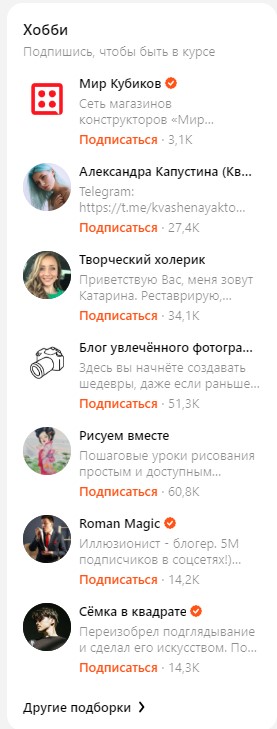 Хобби
Подпишись, чтобы быть в курсе
Мир Кубиков
Сеть магазинов
конструкторов «Мир...
Подписаться · 3,1K
Александра Капустина (Кв...
Telegram:
https://t.me/kvashenayakto...
Подписаться · 27,4K
Творческий холерик
Приветствую Вас, меня зовут
Катарина. Реставрирую,...
Подписаться · 34,1K
Блог увлечённого фотогра...
Здесь вы начнёте создавать
шедевры, даже если раньше...
Подписаться · 51,3K
Рисуем вместе
Пошаговые уроки рисования
простым и доступным...
Подписаться · 60,8K
Roman Magic
Иллюзионист - блогер. 5М
подписчиков в соцсетях!)...
Подписаться · 14,2K
Сёмка в квадрате
Переизобрел подглядывание
и сделал его искусством. По...
Подписаться · 14,3K
Другие подборки